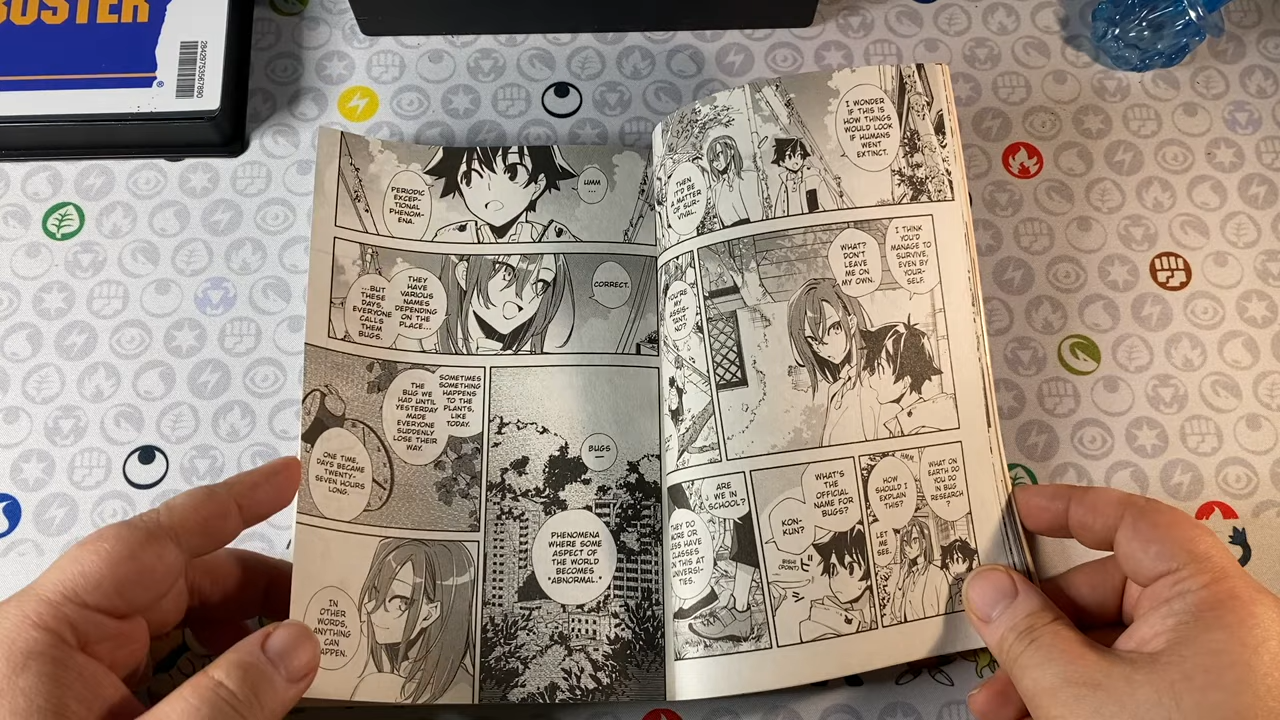 BUSTER
28429753567890
I WONDER
IF THIS IS
HOW THINGS
WOULD LOOK
IF HUMANS
WENT
EXTINCT.
THEN
IT'D BE
A MATTER
OF SUR-
VIVAL.
I THINK
YOU'D
MANAGE TO
SURVIVE,
EVEN BY
YOUR-
SELF.
WHAT?
DON'T
LEAVE
ME ON
MY OWN.
YOU'RE
MY
ASSIS-
TANT,
NO?
WHAT ON
EARTH DO
YOU DO
IN BUG
RESEARCH
?
HMM.
HOW
SHOULD I
EXPLAIN
THIS?
LET
ME
SEE.
WHAT'S
THE
OFFICIAL
NAME FOR
BUGS?
KON-
KUN?
BISHI
(POINT)
ARE
WE IN
SCHOOL?
THEY DO
MORE OR
LESS HAVE
CLASSES
ON THIS AT
UNIVERSI-
TIES.
UMM
...
PERIODIC
EXCEP-
TIONAL
PHENOM-
ENA.
CORRECT.
THEY
HAVE
VARIOUS
NAMES
DEPENDING
ON THE
PLACE...
...BUT
THESE
DAYS,
EVERYONE
CALLS
THEM
BUGS.
BUGS
—
PHENOMENA
WHERE SOME
ASPECT OF
THE WORLD
BECOMES
"ABNORMAL."
SOMETIMES
SOMETHING
HAPPENS
TO THE
PLANTS,
LIKE
TODAY.
THE
BUG WE
HAD UNTIL
YESTERDAY
MADE
EVERYONE
SUDDENLY
LOSE THEIR
WAY.
ONE TIME,
DAYS BECAME
TWENTY-
SEVEN HOURS
LONG.
IN
OTHER
WORDS,
ANYTHING
CAN
HAPPEN.